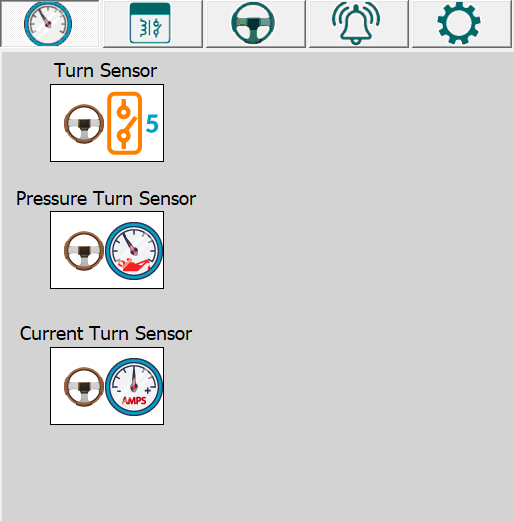 Turn Sensor
5
Pressure Turn Sensor
Current Turn Sensor
- +
AMPS